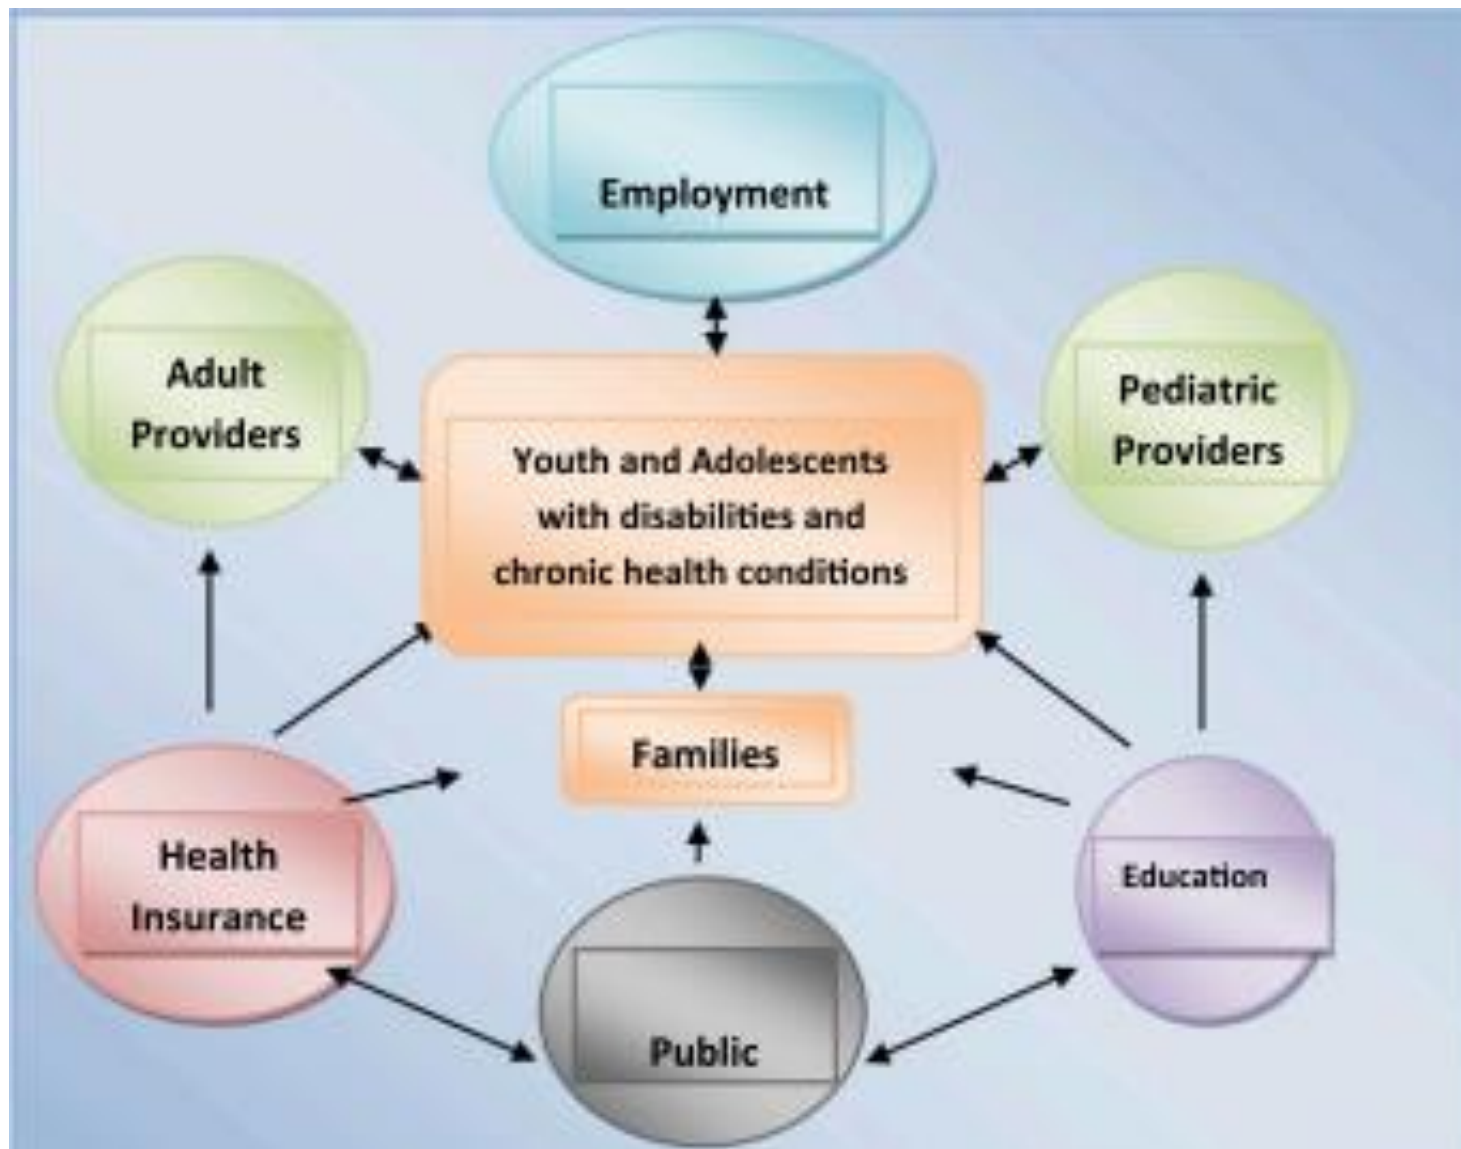 Employment
Adult
Providers
Pediatric
Providers
Youth and Adolescents
with disabilities and
chronic health conditions
Families
Health
Insurance
Education
Public